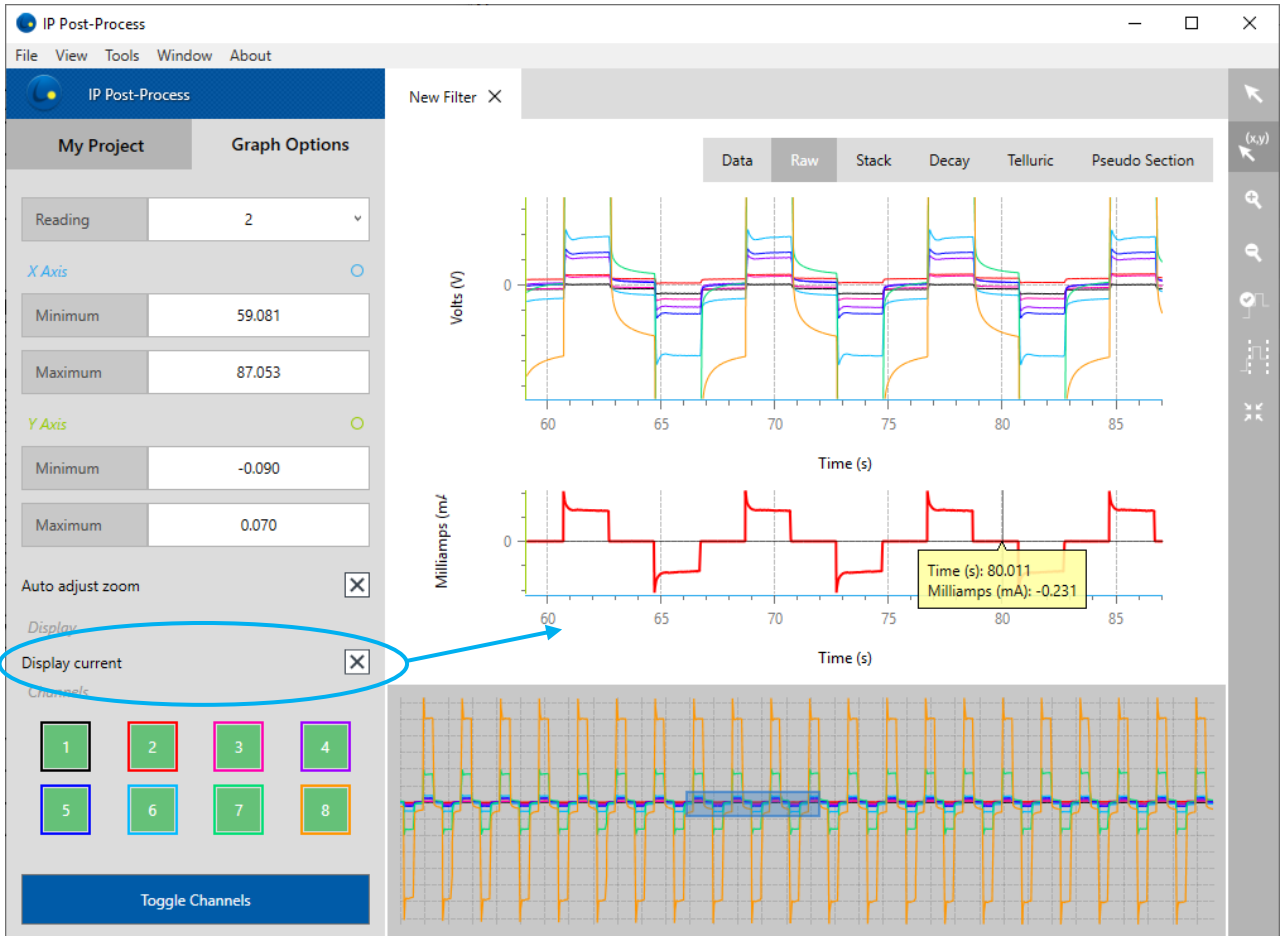 IP Post-Process
File View Tools Window About
IP Post-Process
My Project Graph Options
Reading 2
X Axis
Minimum 59.081
Maximum 87.053
Y Axis
Minimum -0.090
Maximum 0.070
Auto adjust zoom
Display
Display current
Channels
1 2 3 4
5 6 7 8
Toggle Channels
New Filter
Data Raw Stack Decay Telluric Pseudo Section
Volts (V)
0
60 65 70 75 80 85
Time (s)
Milliamps (mA
0
Time (s): 80.011
Milliamps (mA): -0.231
60 65 70 75 80 85
Time (s)
(x,y)